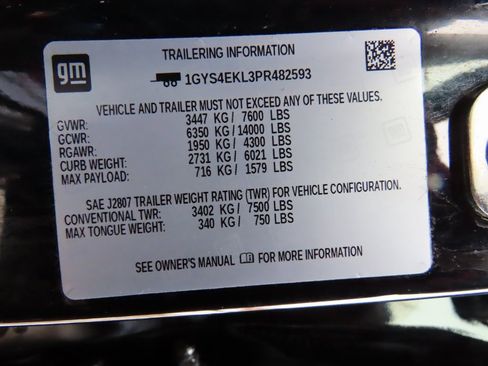 gm
TRAILERING INFORMATION
1GYS4EKL3PR482593
VEHICLE AND TRAILER MUST NOT EXCEED ANY OF THESE VALUES.
GVWR: 3447 KG / 7600 LBS
GCWR: 6350 KG / 14000 LBS
RGAWR: 1950 KG / 4300 LBS
CURB WEIGHT: 2731 KG / 6021 LBS
MAX PAYLOAD: 716 KG / 1579 LBS
SAE J2807 TRAILER WEIGHT RATING (TWR) FOR VEHICLE CONFIGURATION.
CONVENTIONAL TWR: 3402 KG / 7500 LBS
MAX TONGUE WEIGHT: 340 KG / 750 LBS
SEE OWNER'S MANUAL FOR MORE INFORMATION